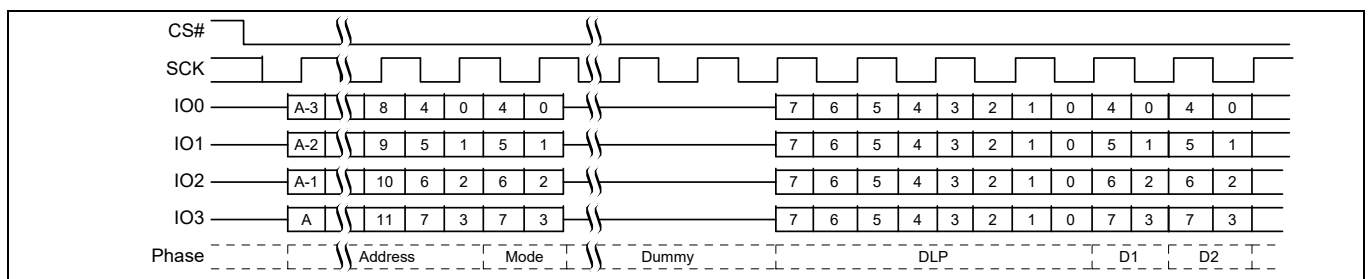 CS#
SCK
IO0 A-3 8 4 0 4 0 7 6 5 4 3 2 1 0 4 0 4 0
IO1 A-2 9 5 1 5 1 7 6 5 4 3 2 1 0 5 1 5 1
IO2 A-1 10 6 2 6 2 7 6 5 4 3 2 1 0 6 2 6 2
IO3 A 11 7 3 7 3 7 6 5 4 3 2 1 0 7 3 7 3
Phase Address Mode Dummy DLP D1 D2